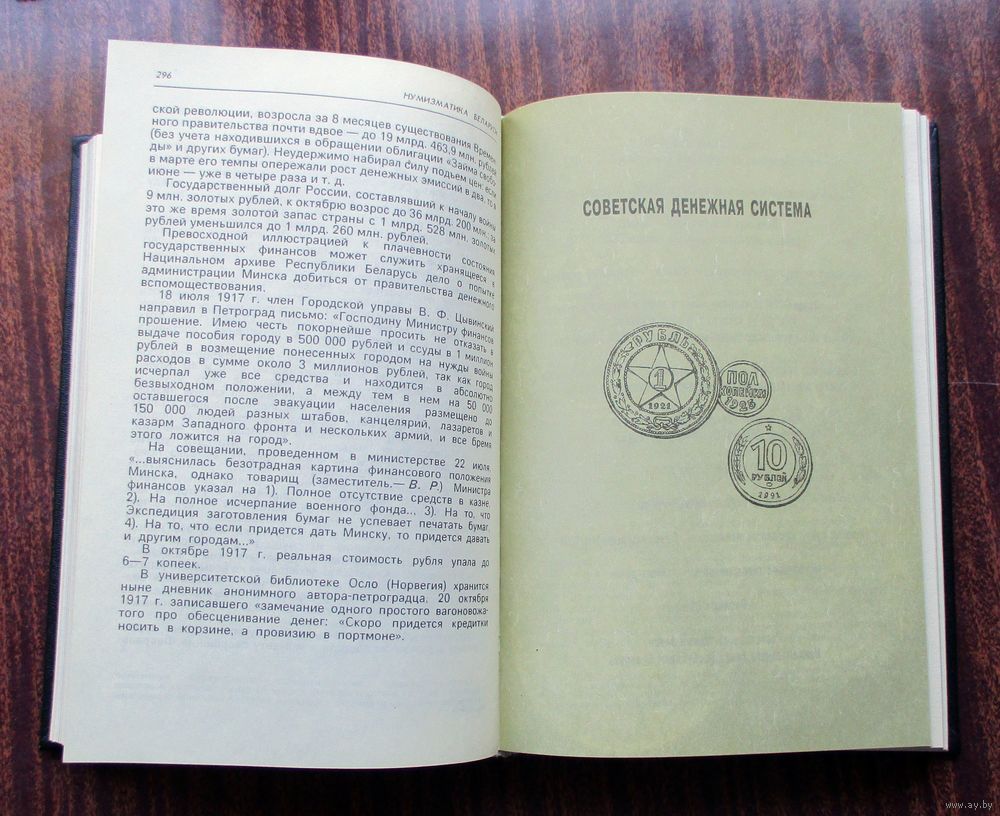 296
НУМИЗМАТИКА БЕЛАРУСИ
ской революции, возросла за 8 месяцев существования Времен-
ного правительства почти вдвое — до 19 млрд. 463,9 млн. рублей
(без учета находившихся в обращении облигации «Займа свобо-
ды» и других бумаг). Неудержимо набирал силу подъем цен: если
в марте его темпы опережали рост денежных эмиссий в два, то в
июне — уже в четыре раза и т. д.
Государственный долг России, составлявший к началу войны
9 млн. золотых рублей, к октябрю возрос до 36 млрд. 200 млн., за
это же время золотой запас страны с 1 млрд. 528 млн. золотых
рублей уменьшился до 1 млрд. 260 млн. рублей.
Превосходной иллюстрацией к плачевности состояния
государственных финансов может служить хранящееся в
Нацинальном архиве Республики Беларусь дело о попытке
администрации Минска добиться от правительства денежного
вспомоществования.
18 июля 1917 г. член Городской управы В. Ф. Цывинский
направил в Петроград письмо: «Господину Министру финансов
прошение. Имею честь покорнейше просить не отказать в
выдаче пособия городу в 500 000 рублей и ссуды в 1 миллион
рублей в возмещение понесенных городом на нужды войны
расходов в сумме около 3 миллионов рублей, так как город
исчерпал уже все средства и находится в абсолютно
безвыходном положении, а между тем в нем на 50 000
оставшегося после эвакуации населения размещено до
150 000 людей разных штабов, канцелярий, лазаретов и
казарм Западного фронта и нескольких армий, и все бремя
этого ложится на город».
На совещании, проведенном в министерстве 22 июля,
«...выяснилась безотрадная картина финансового положения
Минска, однако товарищ (заместитель.— В. Р.) Министра
финансов указал на 1). Полное отсутствие средств в казне,
2). На полное исчерпание военного фонда... 3). На то, что
Экспедиция заготовления бумаг не успевает печатать бумаг,
4). На то, что если придется дать Минску, то придется давать
и другим городам...»
В октябре 1917 г. реальная стоимость рубля упала до
6—7 копеек.
В университетской библиотеке Осло (Норвегия) хранится
ныне дневник анонимного автора-петроградца, 20 октября
1917 г. записавшего «замечание одного простого вагоновожа-
того про обесценивание денег: «Скоро придется кредитки
носить в корзине, а провизию в портмоне».
СОВЕТСКАЯ ДЕНЕЖНАЯ СИСТЕМА
РУБЛЬ
1
1921
ПОЛ
КОПЕЙКИ
1926
10
РУБЛЕЙ
1991
www.ay.by